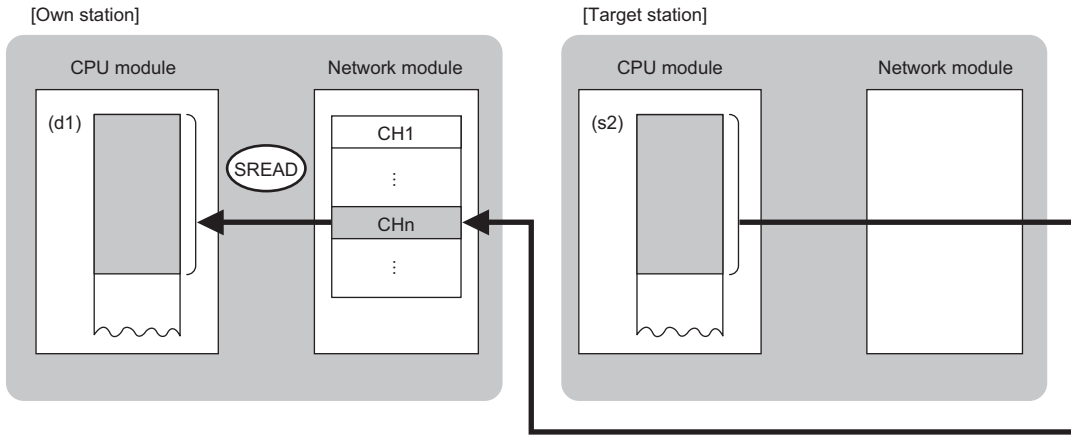 [Own station]
[Target station]
CPU module
Network module
CPU module
Network module
(d1)
CH1
(s2)
SREAD
⋮
CHn
⋮